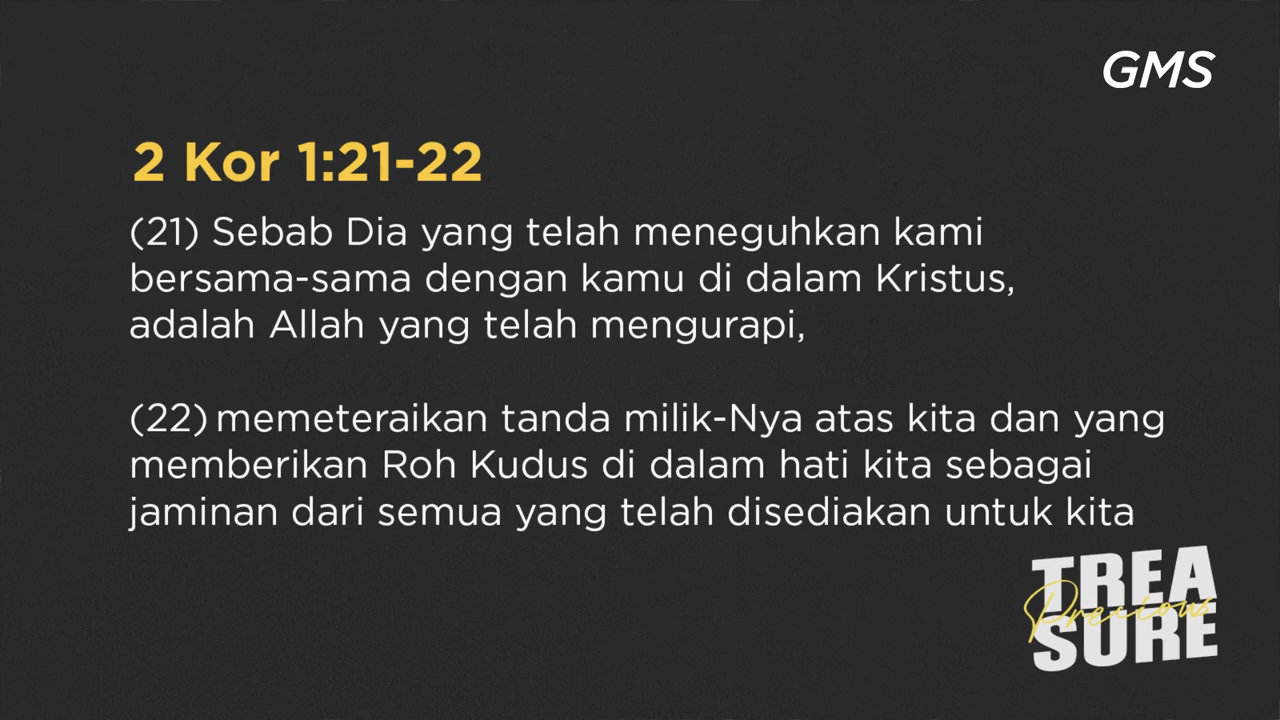 GMS
2 Kor 1:21-22
(21) Sebab Dia yang telah meneguhkan kami
bersama-sama dengan kamu di dalam Kristus,
adalah Allah yang telah mengurapi,
(22) memeteraikan tanda milik-Nya atas kita dan yang
memberikan Roh Kudus di dalam hati kita sebagai
jaminan dari semua yang telah disediakan untuk kita
TREA
Precious
SURE